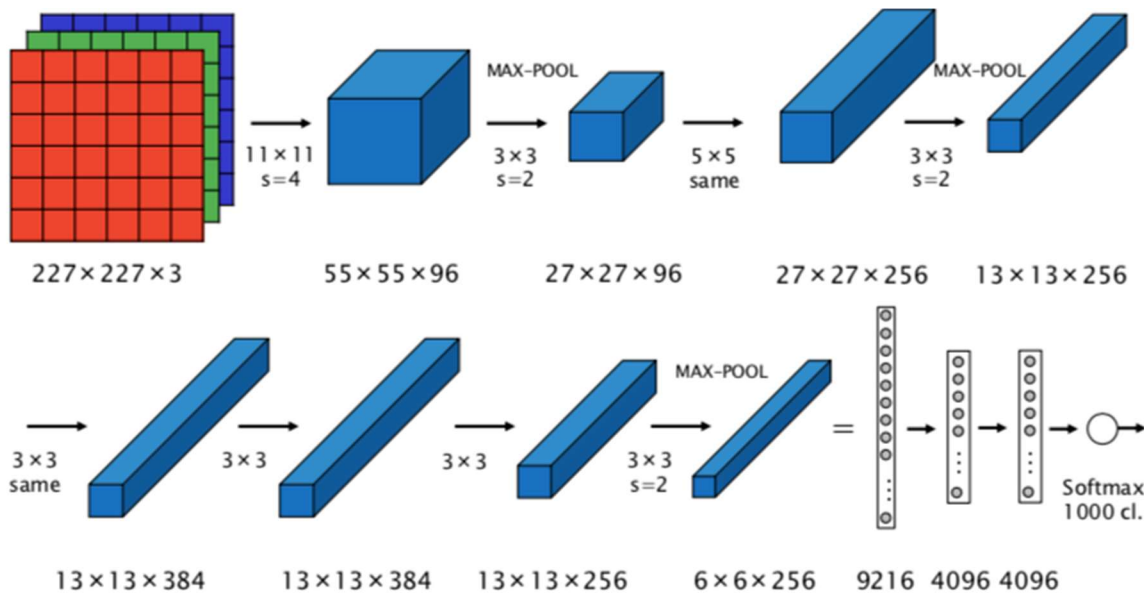 MAX-POOL
MAX-POOL
11×11
s=4
3×3
s=2
5×5
same
3×3
s=2
227×227×3
55×55×96
27×27×96
27×27×256
13×13×256
MAX-POOL
=
3×3
same
3×3
3×3
3×3
s=2
Softmax
1000 cl.
13×13×384
13×13×384
13×13×256
6×6×256
9216
4096
4096